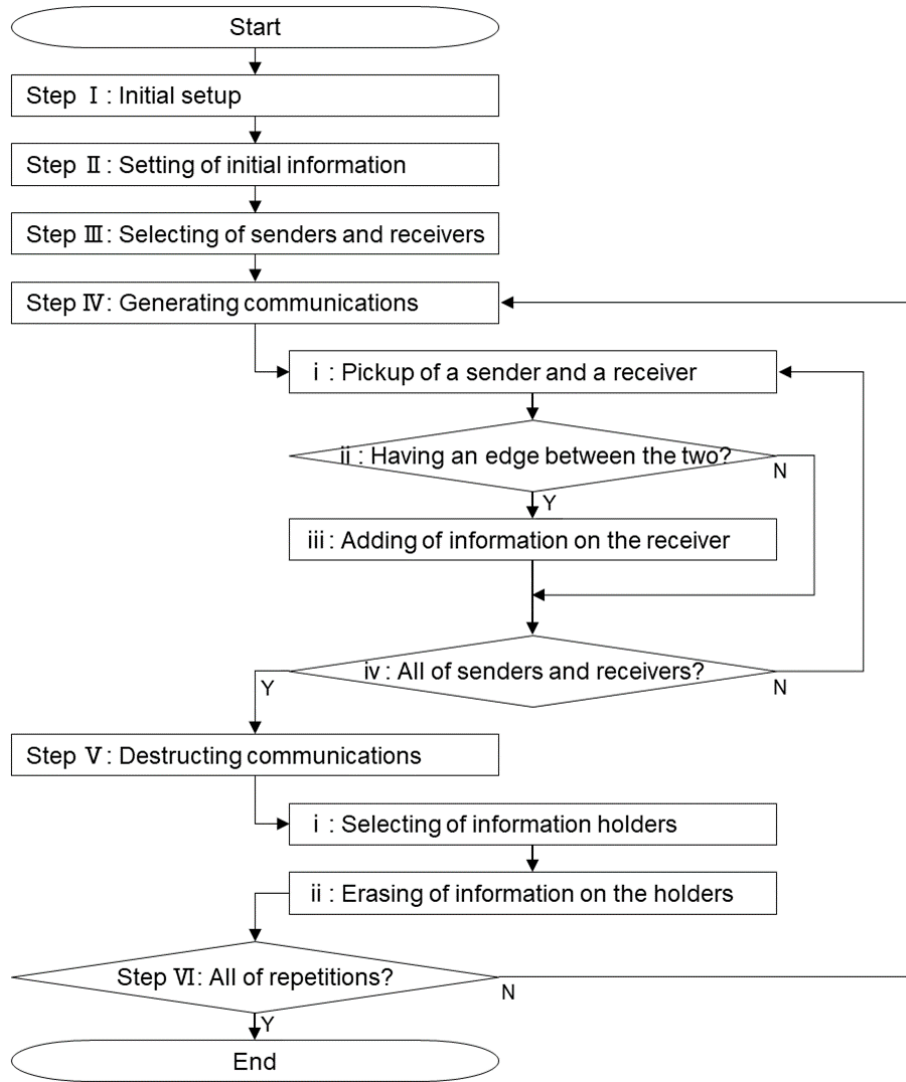 Start
Step Ⅰ : Initial setup
Step Ⅱ : Setting of initial information
Step Ⅲ : Selecting of senders and receivers
Step Ⅳ : Generating communications
ⅰ : Pickup of a sender and a receiver
ⅱ : Having an edge between the two?
N
Y
ⅲ : Adding of information on the receiver
ⅳ : All of senders and receivers?
Y
N
Step Ⅴ : Destructing communications
ⅰ : Selecting of information holders
ⅱ : Erasing of information on the holders
Step Ⅵ: All of repetitions?
N
Y
End